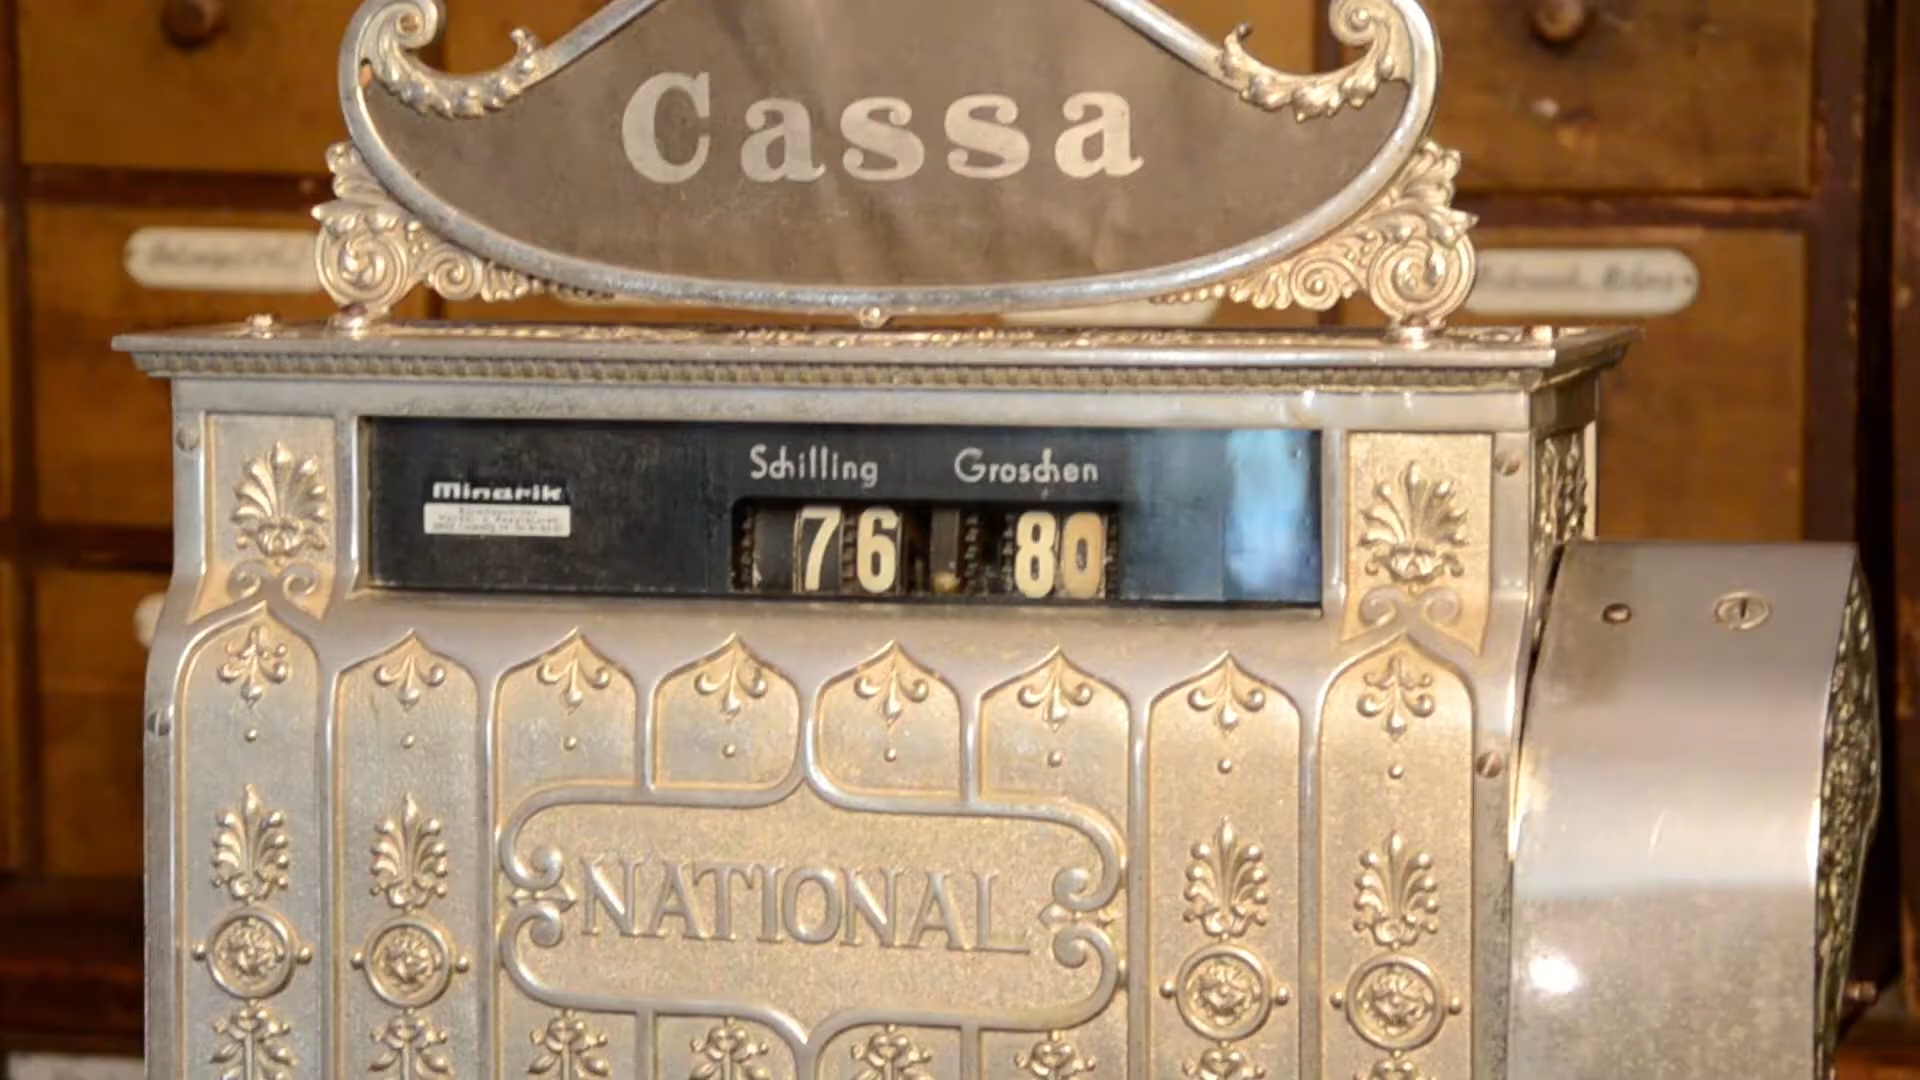 Cassa
Schilling Groschen
Minarik
76 80
NATIONAL